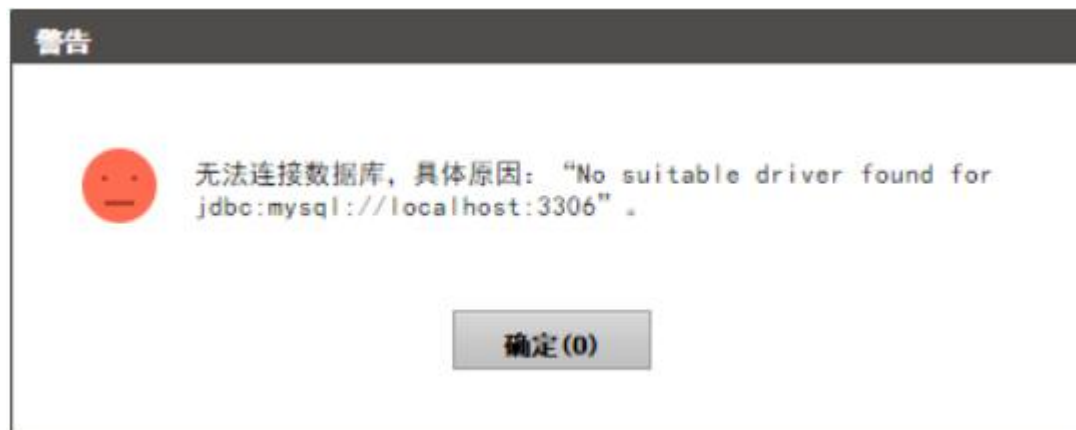 警告
无法连接数据库，具体原因：“No suitable driver found for
jdbc:mysql://localhost:3306”。
确定(O)